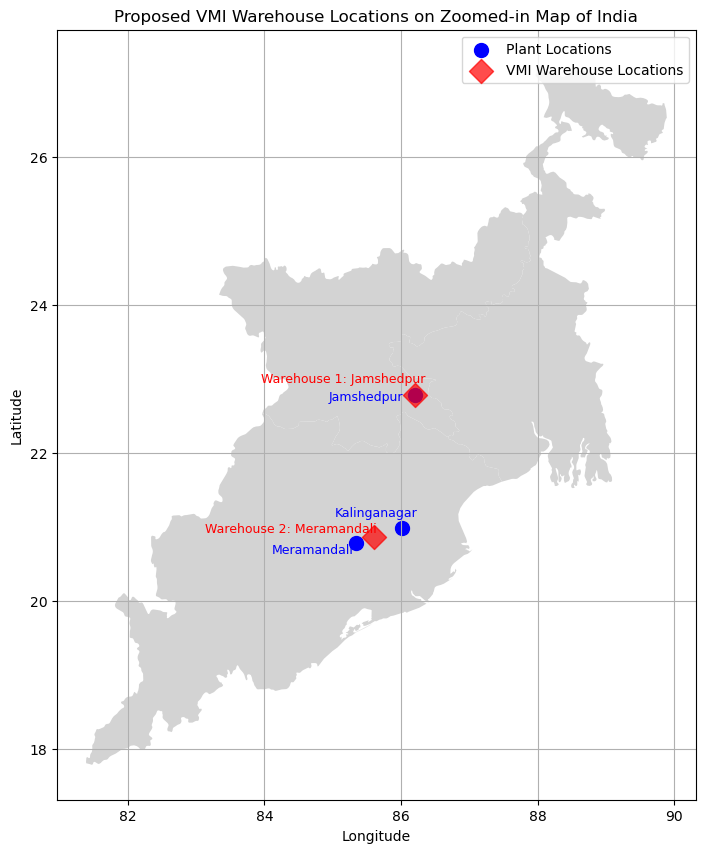 Proposed VMI Warehouse Locations on Zoomed-in Map of India
Plant Locations
VMI Warehouse Locations
26
24
Warehouse 1: Jamshedpur
Jamshedpur
22
Kalinganagar
Warehouse 2: Meramandali
Meramandali
20
18
82 84 86 88 90
Latitude
Longitude